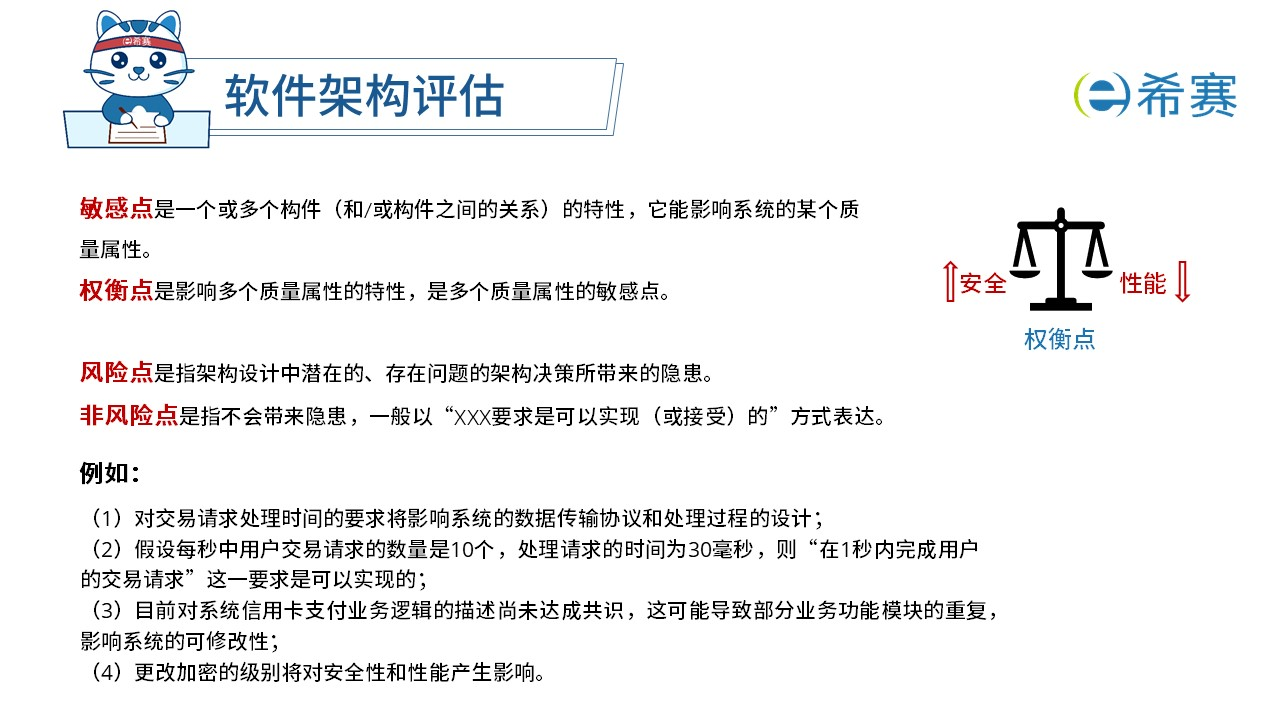 希赛
软件架构评估
希赛
敏感点是一个或多个构件（和/或构件之间的关系）的特性，它能影响系统的某个质
量属性。
权衡点是影响多个质量属性的特性，是多个质量属性的敏感点。
安全
性能
权衡点
风险点是指架构设计中潜在的、存在问题的架构决策所带来的隐患。
非风险点是指不会带来隐患，一般以“XXX要求是可以实现（或接受）的”方式表达。
例如：
（1）对交易请求处理时间的要求将影响系统的数据传输协议和处理过程的设计；
（2）假设每秒中用户交易请求的数量是10个，处理请求的时间为30毫秒，则“在1秒内完成用户
的交易请求”这一要求是可以实现的；
（3）目前对系统信用卡支付业务逻辑的描述尚未达成共识，这可能导致部分业务功能模块的重复，
影响系统的可修改性；
（4）更改加密的级别将对安全性和性能产生影响。